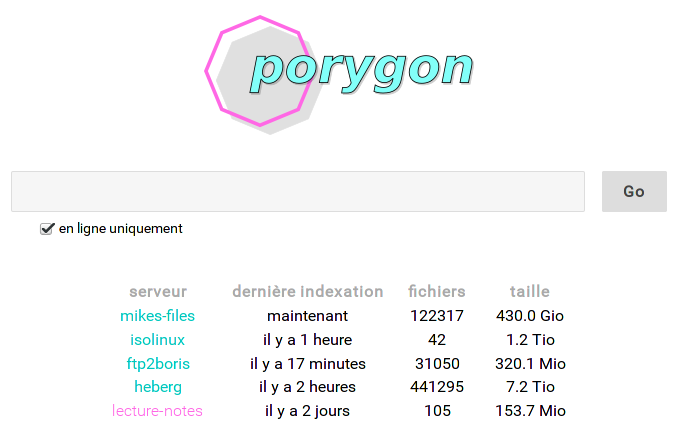 porygon
Go
en ligne uniquement
serveur dernière indexation fichiers taille
mikes-files maintenant 122317 430.0 Gio
isolinux il y a 1 heure 42 1.2 Tio
ftp2boris il y a 17 minutes 31050 320.1 Mio
heberg il y a 2 heures 441295 7.2 Tio
lecture-notes il y a 2 jours 105 153.7 Mio